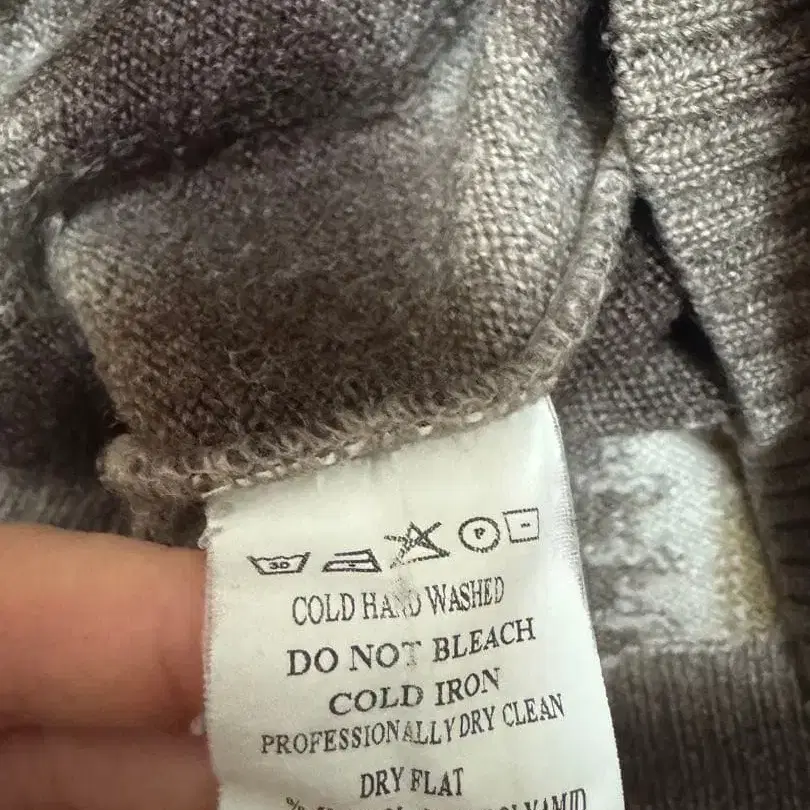 30 P
COLD HAND WASHED
DO NOT BLEACH
COLD IRON
PROFESSIONALLY DRY CLEAN
DRY FLAT
%